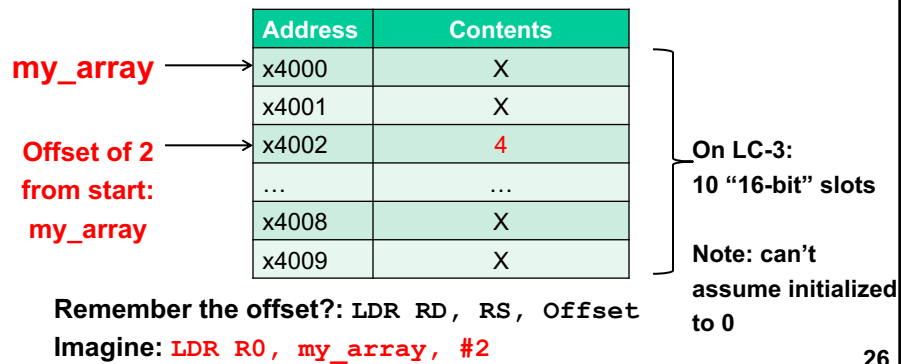 Address Contents
my_array x4000 X
x4001 X
Offset of 2 x4002 4
from start:
my_array
… …
x4008 X
x4009 X
On LC-3:
10 “16-bit” slots
Note: can’t
assume initialized
to 0
Remember the offset?: LDR RD, RS, Offset
Imagine: LDR R0, my_array, #2
26